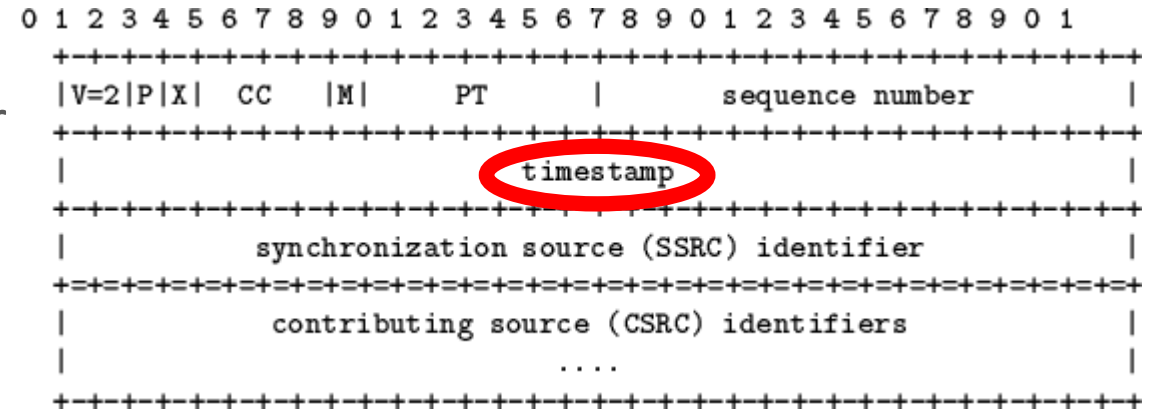 0 1 2 3 4 5 6 7 8 9 0 1 2 3 4 5 6 7 8 9 0 1 2 3 4 5 6 7 8 9 0 1
+-+-+-+-+-+-+-+-+-+-+-+-+-+-+-+-+-+-+-+-+-+-+-+-+-+-+-+-+-+-+-+-+
|V=2|P|X| CC |M| PT | sequence number |
+-+-+-+-+-+-+-+-+-+-+-+-+-+-+-+-+-+-+-+-+-+-+-+-+-+-+-+-+-+-+-+-+
| timestamp |
+-+-+-+-+-+-+-+-+-+-+-+-+-+-+-+-+-+-+-+-+-+-+-+-+-+-+-+-+-+-+-+-+
| synchronization source (SSRC) identifier |
+=+=+=+=+=+=+=+=+=+=+=+=+=+=+=+=+=+=+=+=+=+=+=+=+=+=+=+=+=+=+=+=+
| contributing source (CSRC) identifiers |
| .... |
+-+-+-+-+-+-+-+-+-+-+-+-+-+-+-+-+-+-+-+-+-+-+-+-+-+-+-+-+-+-+-+-+